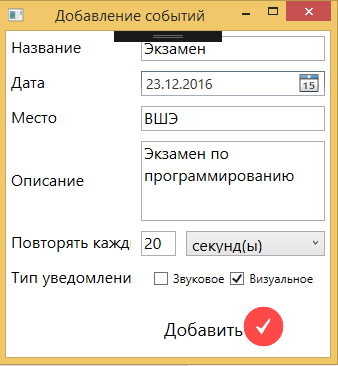 Добавление событий
Название Экзамен
Дата 23.12.2016 15
Место ВШЭ
Экзамен по
программированию
Описание
Повторять кажды 20 секунд(ы)
Тип уведомлени Звуковое Визуальное
Добавить